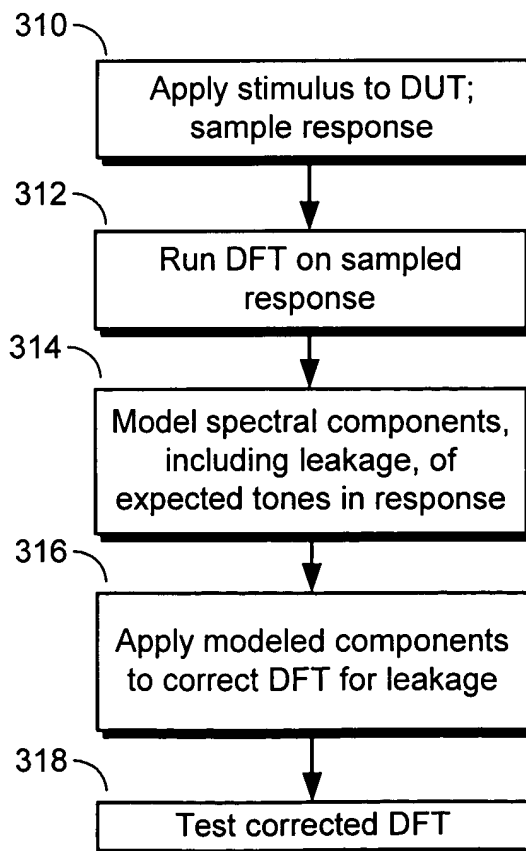 310
Apply stimulus to DUT;
sample response
312
Run DFT on sampled
response
314
Model spectral components,
including leakage, of
expected tones in response
316
Apply modeled components
to correct DFT for leakage
318
Test corrected DFT